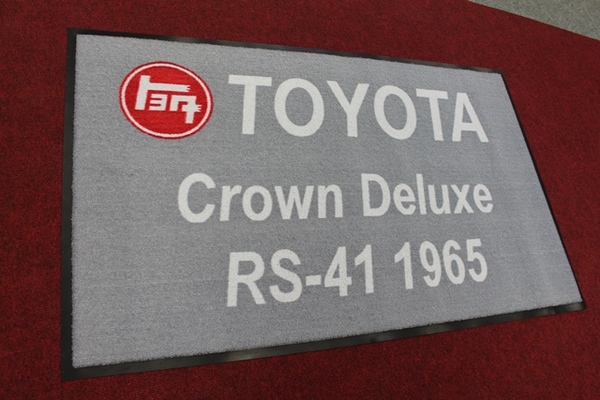 トヨタ TOYOTA
Crown Deluxe
RS-41 1965